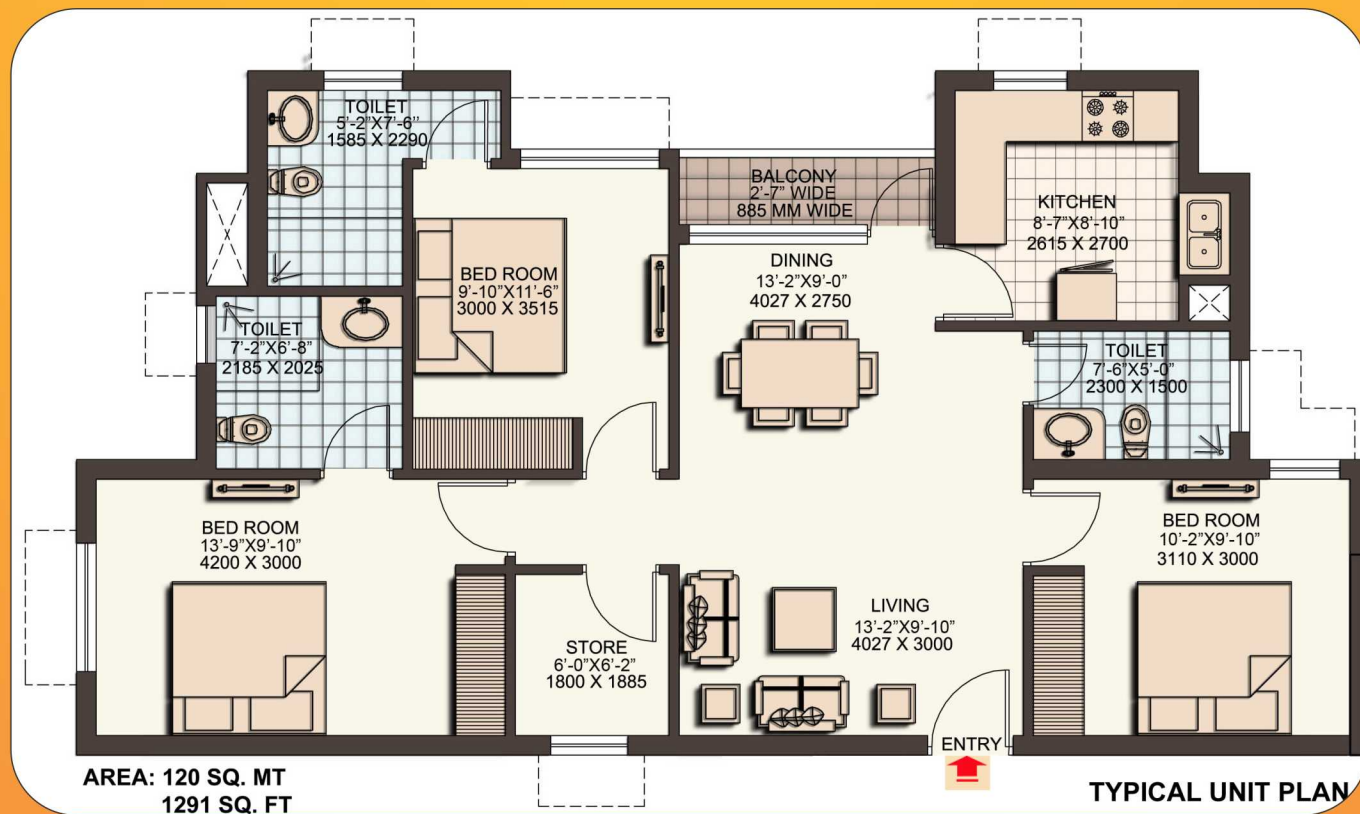 TOILET
5'-2"X7'-6"
1585 X 2290
BALCONY
2'-7" WIDE
885 MM WIDE
KITCHEN
8'-7"X8'-10"
2615 X 2700
BED ROOM
9'-10"X11'-6"
3000 X 3515
DINING
13'-2"X9'-0"
4027 X 2750
TOILET
7'-2"X6'-8"
2185 X 2025
TOILET
7'-6"X5'-0"
2300 X 1500
BED ROOM
13'-9"X9'-10"
4200 X 3000
BED ROOM
10'-2"X9'-10"
3110 X 3000
LIVING
13'-2"X9'-10"
4027 X 3000
STORE
6'-0"X6'-2"
1800 X 1885
ENTRY
AREA: 120 SQ. MT
1291 SQ. FT
TYPICAL UNIT PLAN